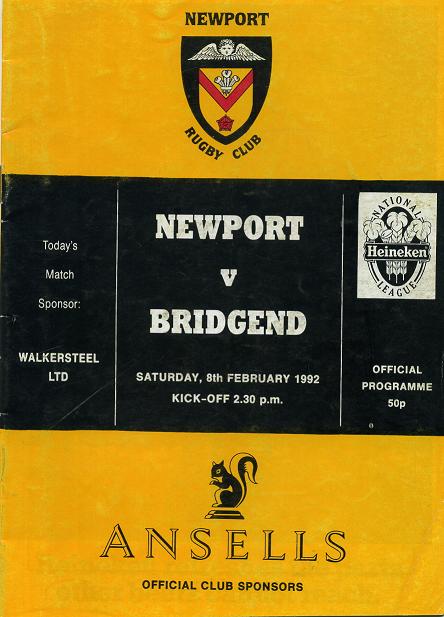 NEWPORT
RUGBY CLUB
Today's
Match
Sponsor:
WALKERSTEEL
LTD
NEWPORT
V
BRIDGEND
SATURDAY, 8th FEBRUARY 1992
KICK-OFF 2.30 p.m.
NATIONAL
Heineken
LEAGUE
OFFICIAL
PROGRAMME
50p
ANSELLS
OFFICIAL CLUB SPONSORS